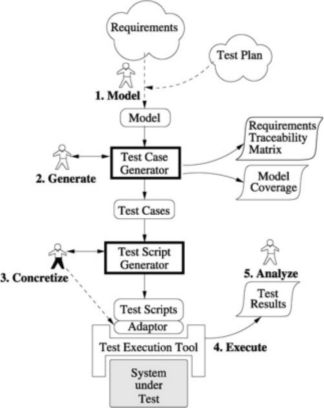 Requirements
Test Plan
1. Model
Model
Requirements
Traceability
Matrix
Test Case
Generator
2. Generate
Model
Coverage
Test Cases
Test Script
Generator
3. Concretize
5. Analyze
Test
Results
Test Scripts
Adaptor
Test Execution Tool
4. Execute
System
under
Test